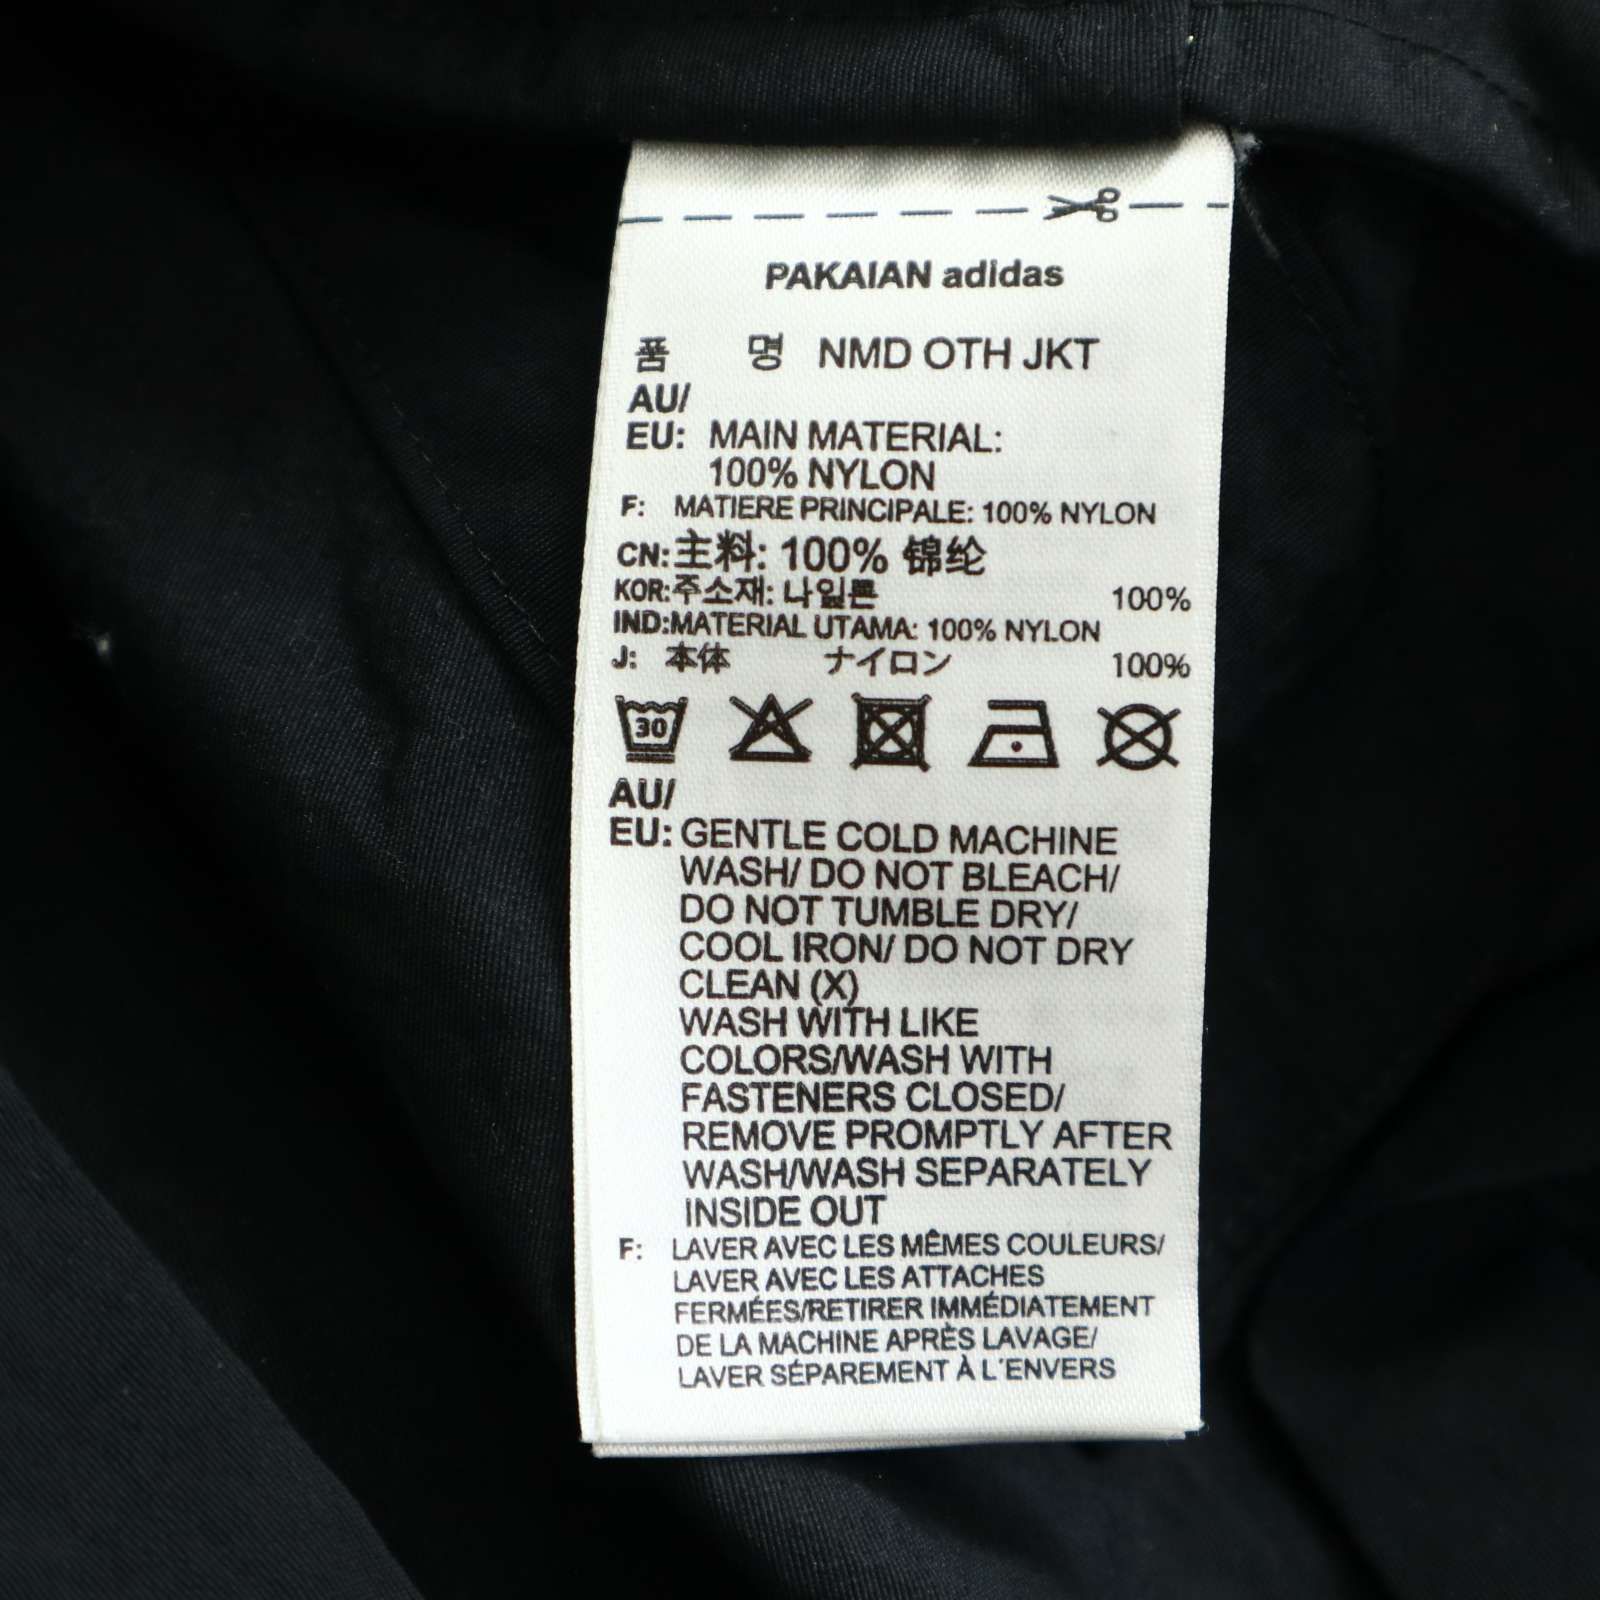 PAKAIAN adidas
품 명 NMD OTH JKT
AU/
EU: MAIN MATERIAL:
100% NYLON
F: MATIERE PRINCIPALE: 100% NYLON
CN:主料: 100% 锦纶
KOR:주소재: 나일론 100%
IND:MATERIAL UTAMA: 100% NYLON
J: 本体 ナイロン 100%
30
AU/
EU: GENTLE COLD MACHINE
WASH/ DO NOT BLEACH/
DO NOT TUMBLE DRY/
COOL IRON/ DO NOT DRY
CLEAN (X)
WASH WITH LIKE
COLORS/WASH WITH
FASTENERS CLOSED/
REMOVE PROMPTLY AFTER
WASH/WASH SEPARATELY
INSIDE OUT
F: LAVER AVEC LES MÊMES COULEURS/
LAVER AVEC LES ATTACHES
FERMÉES/RETIRER IMMÉDIATEMENT
DE LA MACHINE APRÈS LAVAGE/
LAVER SÉPAREMENT À L'ENVERS